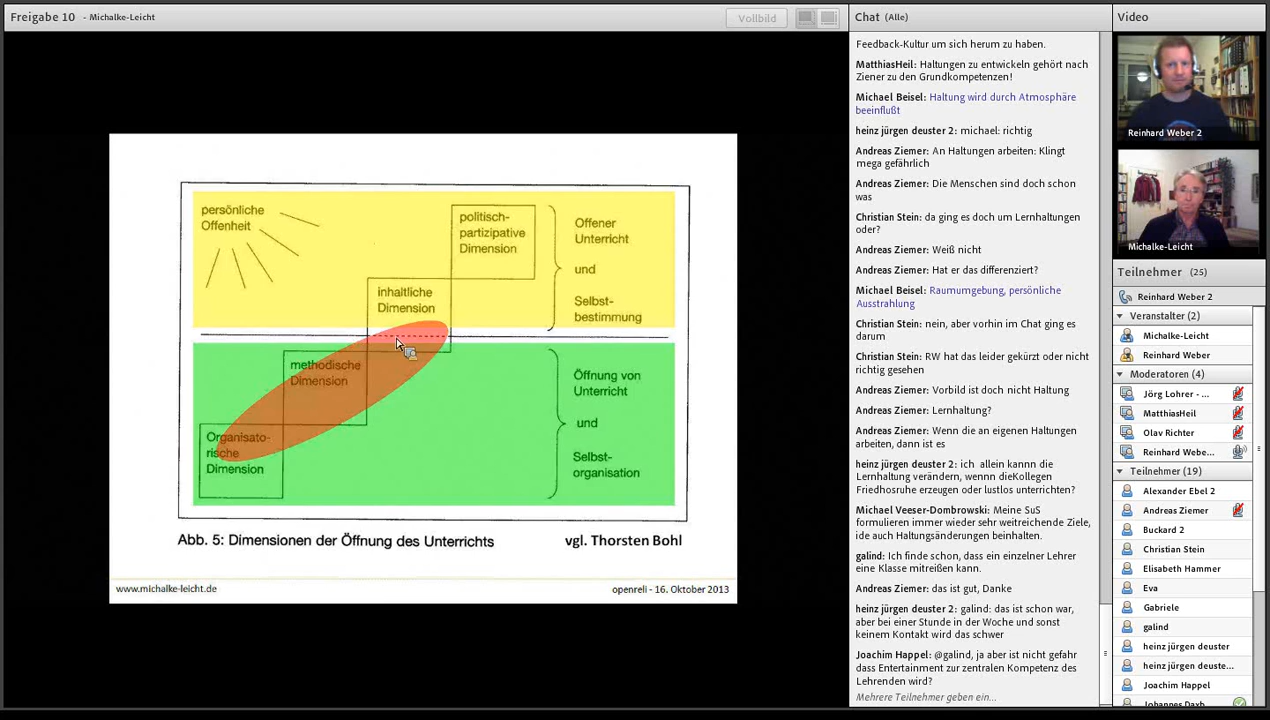 Freigabe 10 - Michalke-Leicht
Vollbild
persönliche
Offenheit
politisch-
partizipative
Dimension
Offener
Unterricht
und
Selbst-
bestimmung
inhaltliche
Dimension
methodische
Dimension
Öffnung von
Unterricht
und
Selbst-
organisation
Organisato-
rische
Dimension
Abb. 5: Dimensionen der Öffnung des Unterrichts
vgl. Thorsten Bohl
www.michalke-leicht.de
openreli - 16. Oktober 2013
Chat (Alle)
Feedback-Kultur um sich herum zu haben.
MatthiasHeil: Haltungen zu entwickeln gehört nach
Ziener zu den Grundkompetenzen!
Michael Beisel: Haltung wird durch Atmosphäre
beeinflußt
heinz jürgen deuster 2: michael: richtig
Andreas Ziemer: An Haltungen arbeiten: Klingt
mega gefährlich
Andreas Ziemer: Die Menschen sind doch schon
was
Christian Stein: da ging es doch um Lernhaltungen
oder?
Andreas Ziemer: Weiß nicht
Andreas Ziemer: Hat er das differenziert?
Michael Beisel: Raumumgebung, persönliche
Ausstrahlung
Christian Stein: nein, aber vorhin im Chat ging es
darum
Christian Stein: RW hat das leider gekürzt oder nicht
richtig gesehen
Andreas Ziemer: Vorbild ist doch nicht Haltung
Andreas Ziemer: Lernhaltung?
Andreas Ziemer: Wenn die an eigenen Haltungen
arbeiten, dann ist es
heinz jürgen deuster 2: ich allein kannn die
Lernhaltung verändern, wennn dieKollegen
Friedhosruhe erzeugen oder lustlos unterrichten?
Michael Veeser-Dombrowski: Meine SuS
formulieren immer wieder sehr weitreichende Ziele,
ide auch Haltungsänderungen beinhalten.
galind: Ich finde schon, dass ein einzelner Lehrer
eine Klasse mitreißen kann.
Andreas Ziemer: das ist gut, Danke
heinz jürgen deuster 2: galind: das ist schon war,
aber bei einer Stunde in der Woche und sonst
keinem Kontakt wird das schwer
Joachim Happel: @galind, ja aber ist nicht gefahr
dass Entertainment zur zentralen Kompetenz des
Lehrenden wird?
Mehrere Teilnehmer geben ein...
Video
Reinhard Weber 2
Michalke-Leicht
Teilnehmer (25)
Reinhard Weber 2
Veranstalter (2)
Michalke-Leicht
Reinhard Weber
Moderatoren (4)
Jörg Lohrer - ...
MatthiasHeil
Olav Richter
Reinhard Webe...
Teilnehmer (19)
Alexander Ebel 2
Andreas Ziemer
Buckard 2
Christian Stein
Elisabeth Hammer
Eva
Gabriele
galind
heinz jürgen deuster
heinz jürgen deuste...
Joachim Happel